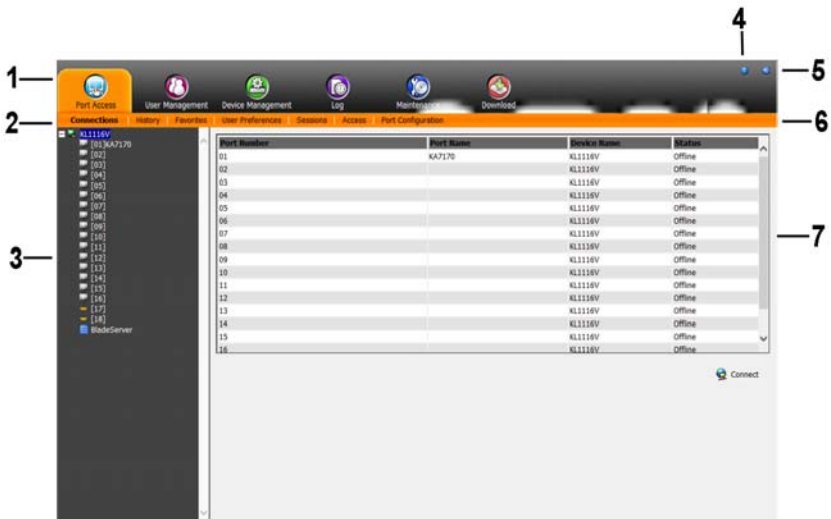 4
1
5
Port Access User Management Device Management Log Maintenance Download
2
6
Connections History Favorites User Preferences Sessions Access Port Configuration
KL1116V
[01]KA7170
[02]
[03]
[04]
[05]
[06]
[07]
[08]
[09]
[10]
[11]
[12]
[13]
[14]
[15]
[16]
[17]
[18]
BladeServer
3
Port Number Port Name Device Name Status
01 KA7170 KL1116V Offline
02 KL1116V Offline
03 KL1116V Offline
04 KL1116V Offline
05 KL1116V Offline
06 KL1116V Offline
07 KL1116V Offline
08 KL1116V Offline
09 KL1116V Offline
10 KL1116V Offline
11 KL1116V Offline
12 KL1116V Offline
13 KL1116V Offline
14 KL1116V Offline
15 KL1116V Offline
16 KL1116V Offline
7
Connect